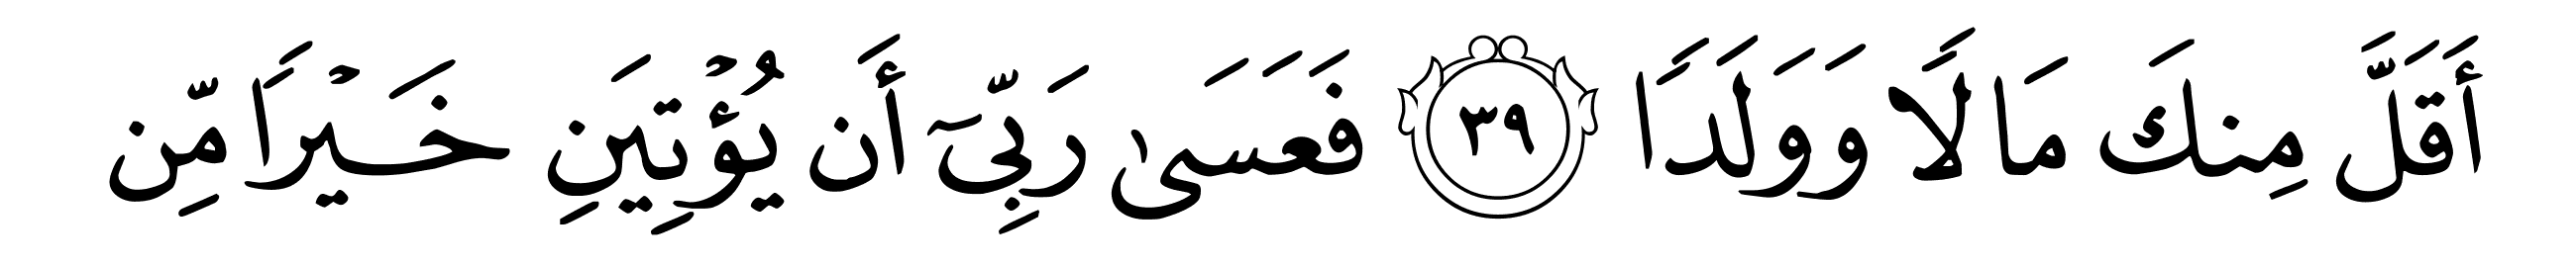 أَقَلَّ مِنكَ مَالًا وَوَلَدًا ٣٩ فَعَسَىٰ رَبِّىٓ أَن يُؤۡتِيَنِ خَيۡرًا مِّن